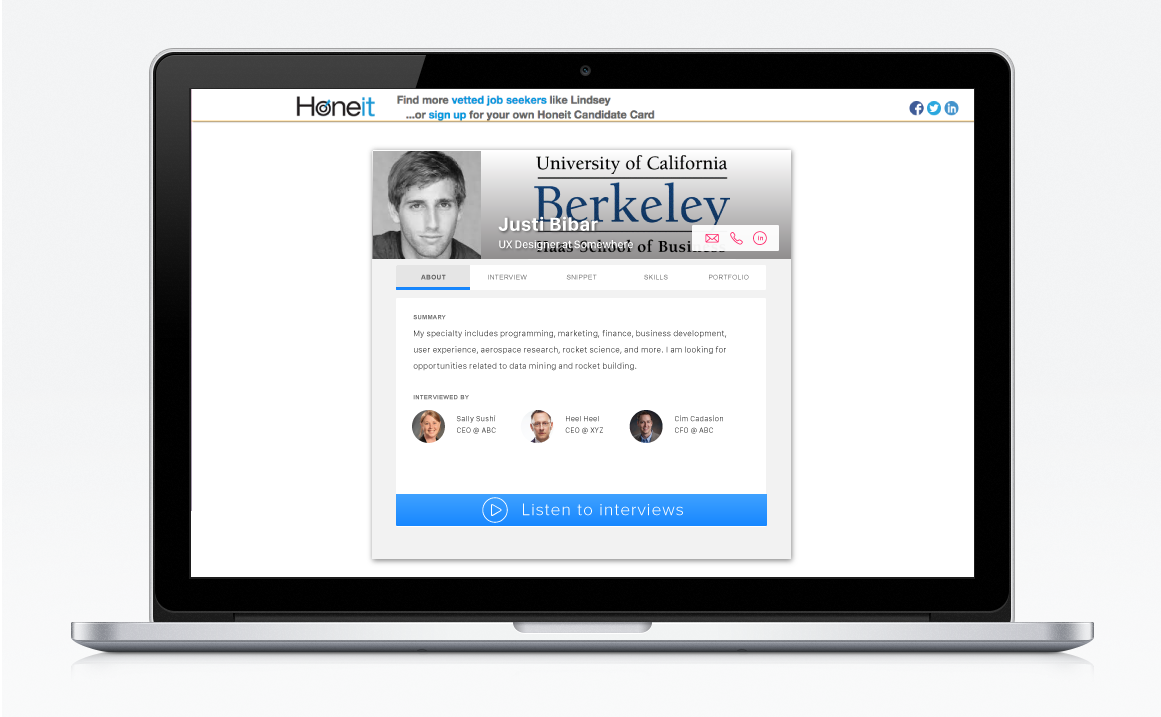 Honeit
Find more vetted job seekers like Lindsey
...or sign up for your own Honeit Candidate Card
in
University of California
Berkeley
Haas School of Business
Justi Bibar
UX Designer at Somewhere
in
ABOUT
INTERVIEW
SNIPPET
SKILLS
PORTFOLIO
SUMMARY
My specialty includes programming, marketing, finance, business development,
user experience, aerospace research, rocket science, and more. I am looking for
opportunities related to data mining and rocket building.
INTERVIEWED BY
Sally Sushi
CEO @ ABC
Heel Heel
CEO @ XYZ
Cim Cadasion
CFO @ ABC
Listen to interviews